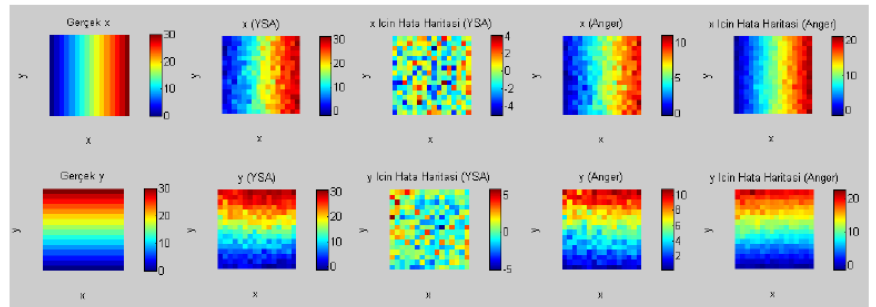 Gerçek x
x (YSA)
x Icin Hata Haritasi (YSA)
x (Anger)
x Icin Hata Haritasi (Anger)
y
30
20
10
0
x
y
30
20
10
0
x
y
4
2
0
-2
-4
x
y
10
5
0
x
y
20
10
0
x
Gerçek y
y (YSA)
y Icin Hata Haritasi (YSA)
y (Anger)
y Icin Hata Haritasi (Anger)
y
30
20
10
0
x
y
30
20
10
0
x
y
5
0
-5
x
y
10
8
6
4
2
x
y
20
10
0
x